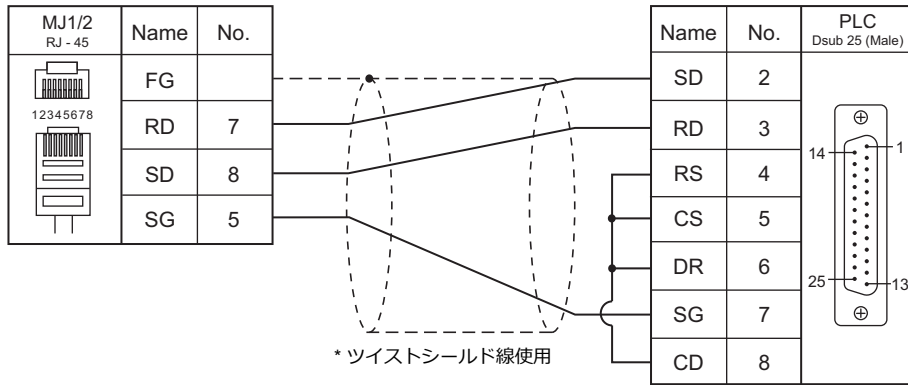 MJ1/2
RJ - 45
Name
No.
12345678
FG
RD
7
SD
8
SG
5
* ツイストシールド線使用
Name
No.
PLC
Dsub 25 (Male)
SD
2
RD
3
RS
4
CS
5
DR
6
SG
7
CD
8
14
1
25
13